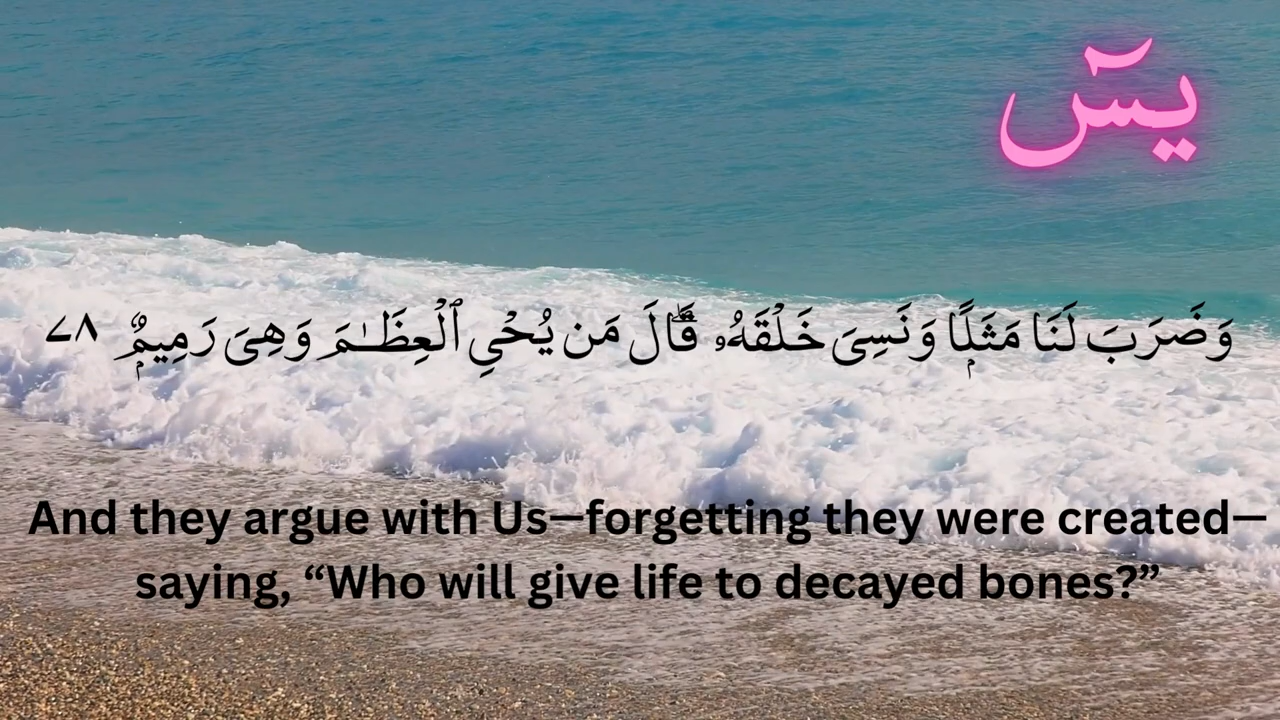 يسٓ
وَضَرَبَ لَنَا مَثَلًۭا وَنَسِىَ خَلْقَهُۥ ۖ قَالَ مَن يُحْىِ ٱلْعِظَـٰمَ وَهِىَ رَمِيمٌۭ ٧٨
And they argue with Us—forgetting they were created—
saying, “Who will give life to decayed bones?”